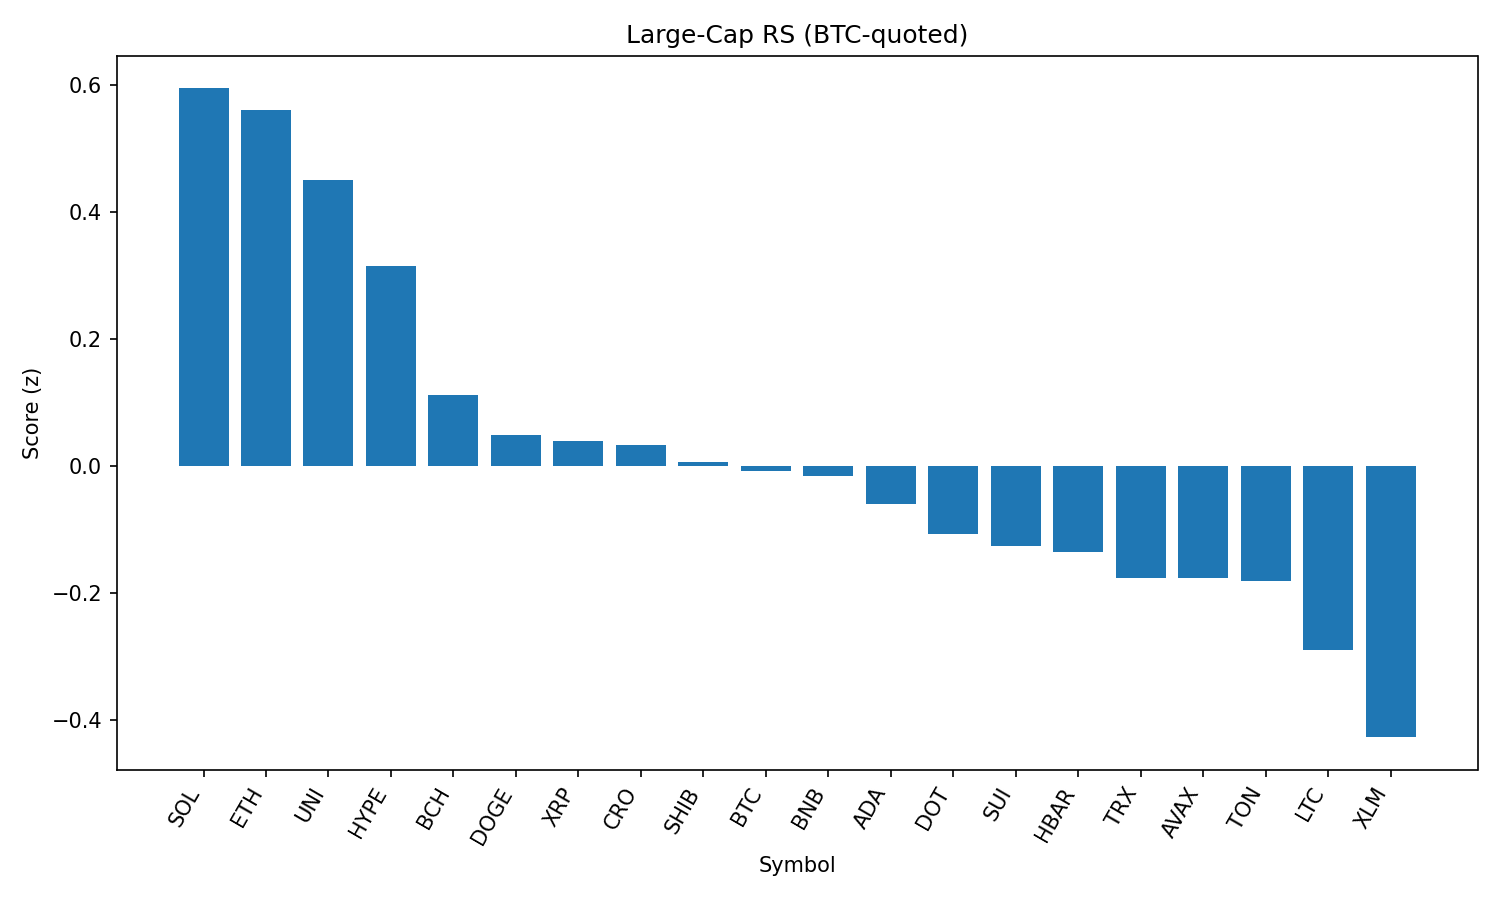 Large-Cap RS (BTC-quoted)
Score (z)
0.6
0.4
0.2
0.0
−0.2
−0.4
SOL
ETH
UNI
HYPE
BCH
DOGE
XRP
CRO
SHIB
BTC
BNB
ADA
DOT
SUI
HBAR
TRX
AVAX
TON
LTC
XLM
Symbol